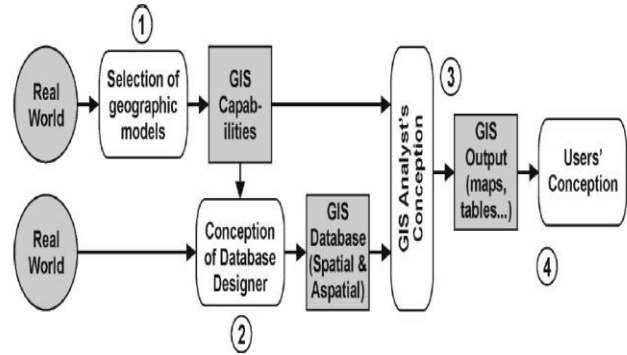 1
Real
World
Selection of
geographic
models
GIS
Capab-
ilities
3
GIS Analyst's
Conception
GIS
Output
(maps,
tables...)
Users'
Conception
Real
World
Conception
of Database
Designer
GIS
Database
(Spatial &
Aspatial)
2
4